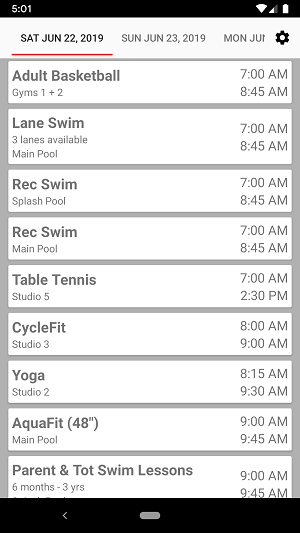 5:01
SAT JUN 22, 2019 SUN JUN 23, 2019 MON JUN
Adult Basketball 7:00 AM
Gyms 1 + 2 8:45 AM
Lane Swim 7:00 AM
3 lanes available 8:45 AM
Main Pool
Rec Swim 7:00 AM
Splash Pool 8:45 AM
Rec Swim 7:00 AM
Main Pool 8:45 AM
Table Tennis 7:00 AM
Studio 5 2:30 PM
CycleFit 8:00 AM
Studio 3 9:00 AM
Yoga 8:15 AM
Studio 2 9:30 AM
AquaFit (48") 9:00 AM
Main Pool 9:45 AM
Parent & Tot Swim Lessons 9:00 AM
6 months - 3 yrs 9:45 AM